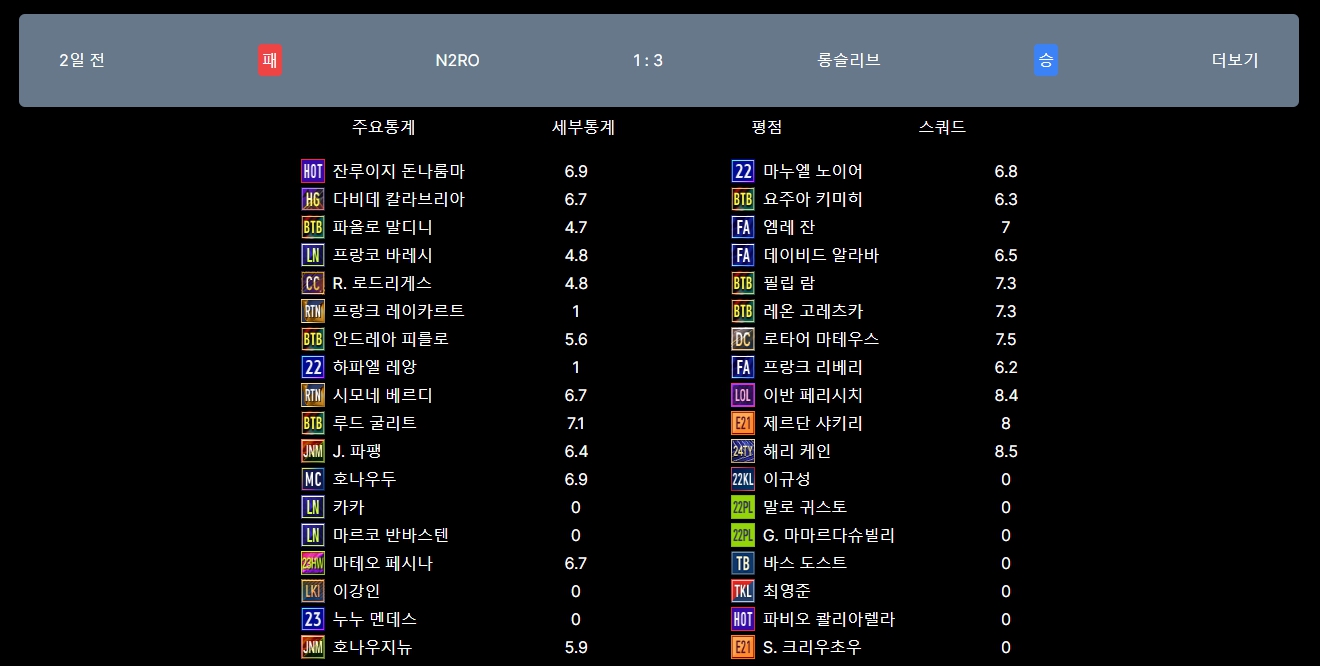 2일 전 패 N2RO 1 : 3 롱슬리브 승 더보기
주요통계 세부통계 평점 스쿼드
HOT 잔루이지 돈나룸마 6.9 22 마누엘 노이어 6.8
HG 다비데 칼라브리아 6.7 BTB 요주아 키미히 6.3
BTB 파올로 말디니 4.7 FA 엠레 잔 7
LN 프랑코 바레시 4.8 FA 데이비드 알라바 6.5
CC R. 로드리게스 4.8 BTB 필립 람 7.3
RTN 프랑크 레이카르트 1 BTB 레온 고레츠카 7.3
BTB 안드레아 피를로 5.6 DC 로타어 마테우스 7.5
22 하파엘 레앙 1 FA 프랑크 리베리 6.2
RTN 시모네 베르디 6.7 LOL 이반 페리시치 8.4
BTB 루드 굴리트 7.1 E21 제르단 샤키리 8
JNM J. 파팽 6.4 24TY 해리 케인 8.5
MC 호나우두 6.9 22KL 이규성 0
LN 카카 0 22PL 말로 귀스토 0
LN 마르코 반바스텐 0 22PL G. 마마르다슈빌리 0
23HW 마테오 페시나 6.7 TB 바스 도스트 0
LKI 이강인 0 TKL 최영준 0
23 누누 멘데스 0 HOT 파비오 콸리아렐라 0
JNM 호나우지뉴 5.9 E21 S. 크리우초우 0